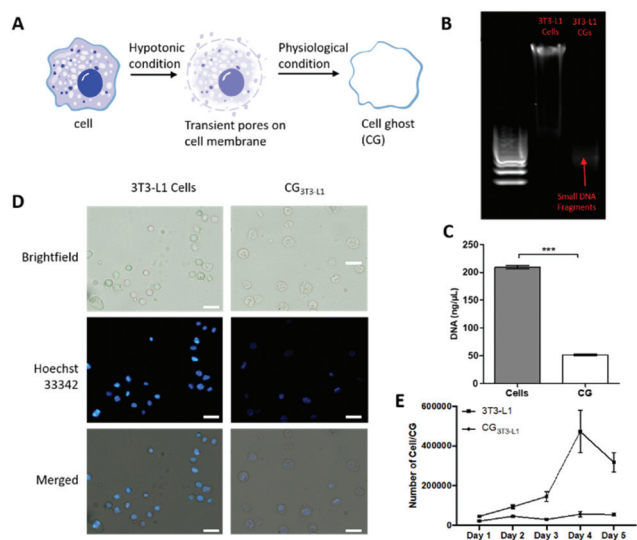 A
Hypotonic
condition
Physiological
condition
cell
Transient pores on
cell membrane
Cell ghost
(CG)
B
3T3-L1
Cells
3T3-L1
CGs
Small DNA
Fragments
D
3T3-L1 Cells
CG3T3-L1
Brightfield
Hoechst
33342
Merged
C
***
DNA (ng/µL)
250
200
150
100
50
0
Cells
CG
E
3T3-L1
CG3T3-L1
Number of Cell/CG
600000
400000
200000
0
Day 1 Day 2 Day 3 Day 4 Day 5